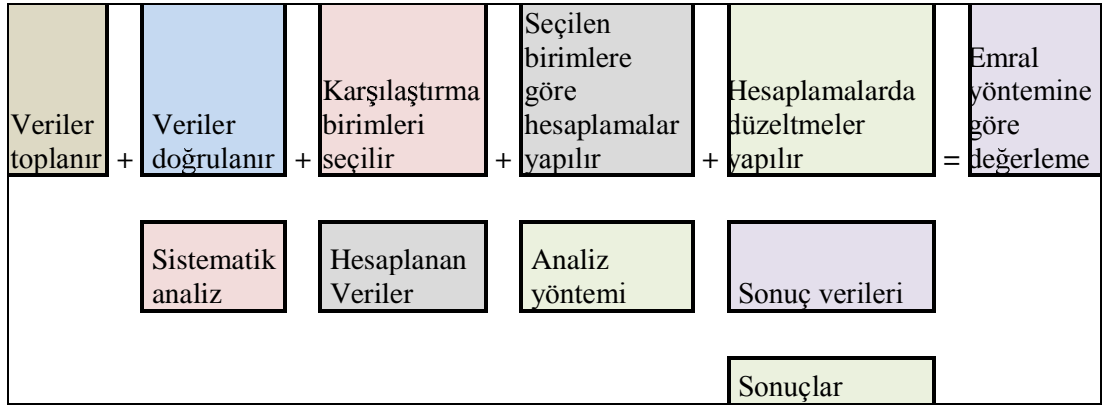 Veriler
toplanır
+
Veriler
doğrulanır
+
Karşılaştırma
birimleri
seçilir
+
Seçilen
birimlere
göre
hesaplamalar
yapılır
+
Hesaplamalarda
düzeltmeler
yapılır
=
Emral
yöntemine
göre
değerleme
Sistematik
analiz
Hesaplanan
Veriler
Analiz
yöntemi
Sonuç verileri
Sonuçlar